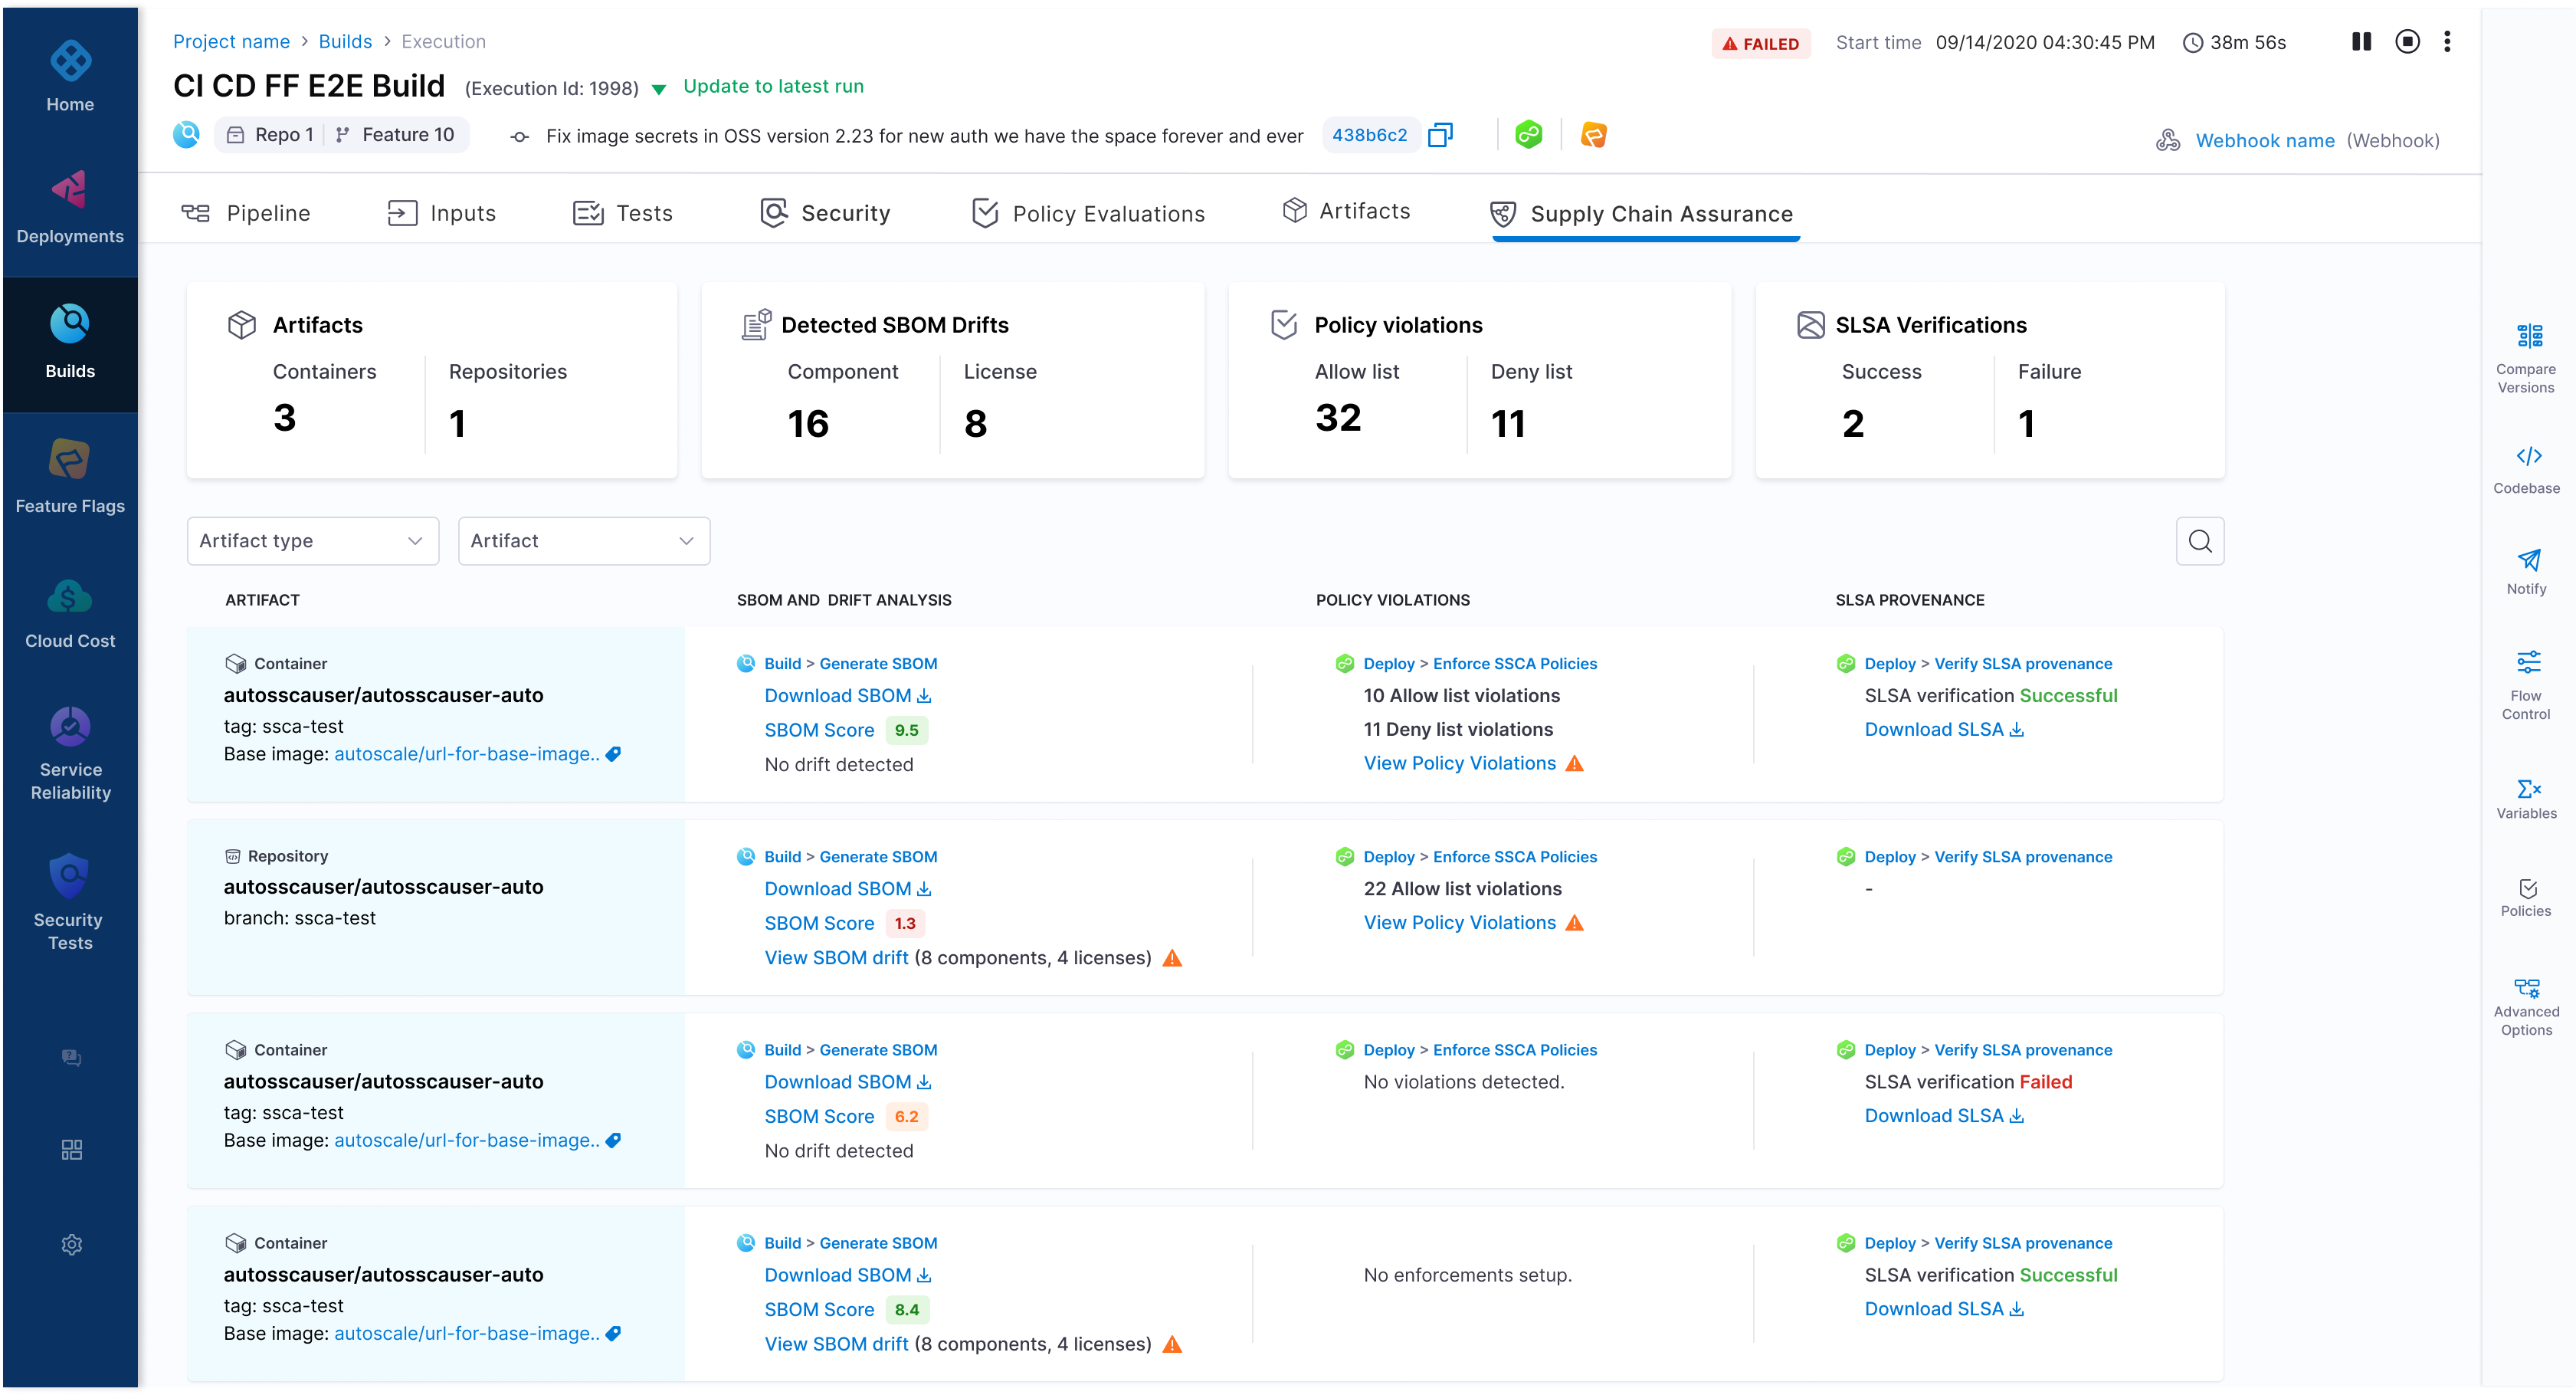 Home
Deployments
Builds
Feature Flags
Cloud Cost
Service
Reliability
Security
Tests
Project name > Builds > Execution
FAILED Start time 09/14/2020 04:30:45 PM 38m 56s
CI CD FF E2E Build (Execution Id: 1998) Update to latest run
Repo 1 Feature 10 Fix image secrets in OSS version 2.23 for new auth we have the space forever and ever 438b6c2
Webhook name (Webhook)
Pipeline Inputs Tests Security Policy Evaluations Artifacts Supply Chain Assurance
Artifacts
Containers Repositories
3 1
Detected SBOM Drifts
Component License
16 8
Policy violations
Allow list Deny list
32 11
SLSA Verifications
Success Failure
2 1
Artifact type Artifact
ARTIFACT SBOM AND DRIFT ANALYSIS POLICY VIOLATIONS SLSA PROVENANCE
Container
autosscauser/autosscauser-auto
tag: ssca-test
Base image: autoscale/url-for-base-image..
Build > Generate SBOM
Download SBOM
SBOM Score 9.5
No drift detected
Deploy > Enforce SSCA Policies
10 Allow list violations
11 Deny list violations
View Policy Violations
Deploy > Verify SLSA provenance
SLSA verification Successful
Download SLSA
Repository
autosscauser/autosscauser-auto
branch: ssca-test
Build > Generate SBOM
Download SBOM
SBOM Score 1.3
View SBOM drift (8 components, 4 licenses)
Deploy > Enforce SSCA Policies
22 Allow list violations
View Policy Violations
Deploy > Verify SLSA provenance
-
Container
autosscauser/autosscauser-auto
tag: ssca-test
Base image: autoscale/url-for-base-image..
Build > Generate SBOM
Download SBOM
SBOM Score 6.2
No drift detected
Deploy > Enforce SSCA Policies
No violations detected.
Deploy > Verify SLSA provenance
SLSA verification Failed
Download SLSA
Container
autosscauser/autosscauser-auto
tag: ssca-test
Base image: autoscale/url-for-base-image..
Build > Generate SBOM
Download SBOM
SBOM Score 8.4
View SBOM drift (8 components, 4 licenses)
No enforcements setup.
Deploy > Verify SLSA provenance
SLSA verification Successful
Download SLSA
Compare
Versions
Codebase
Notify
Flow
Control
Variables
Policies
Advanced
Options